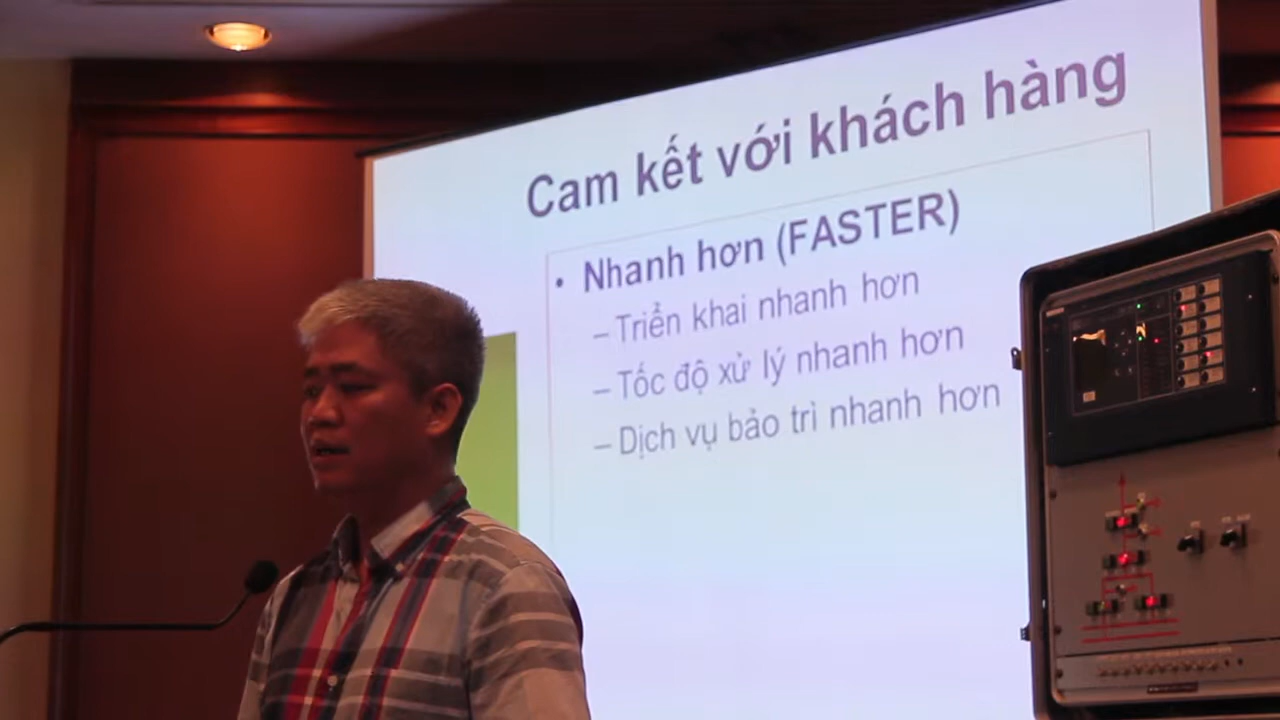 Cam kết với khách hàng
• Nhanh hơn (FASTER)
– Triển khai nhanh hơn
– Tốc độ xử lý nhanh hơn
– Dịch vụ bảo trì nhanh hơn